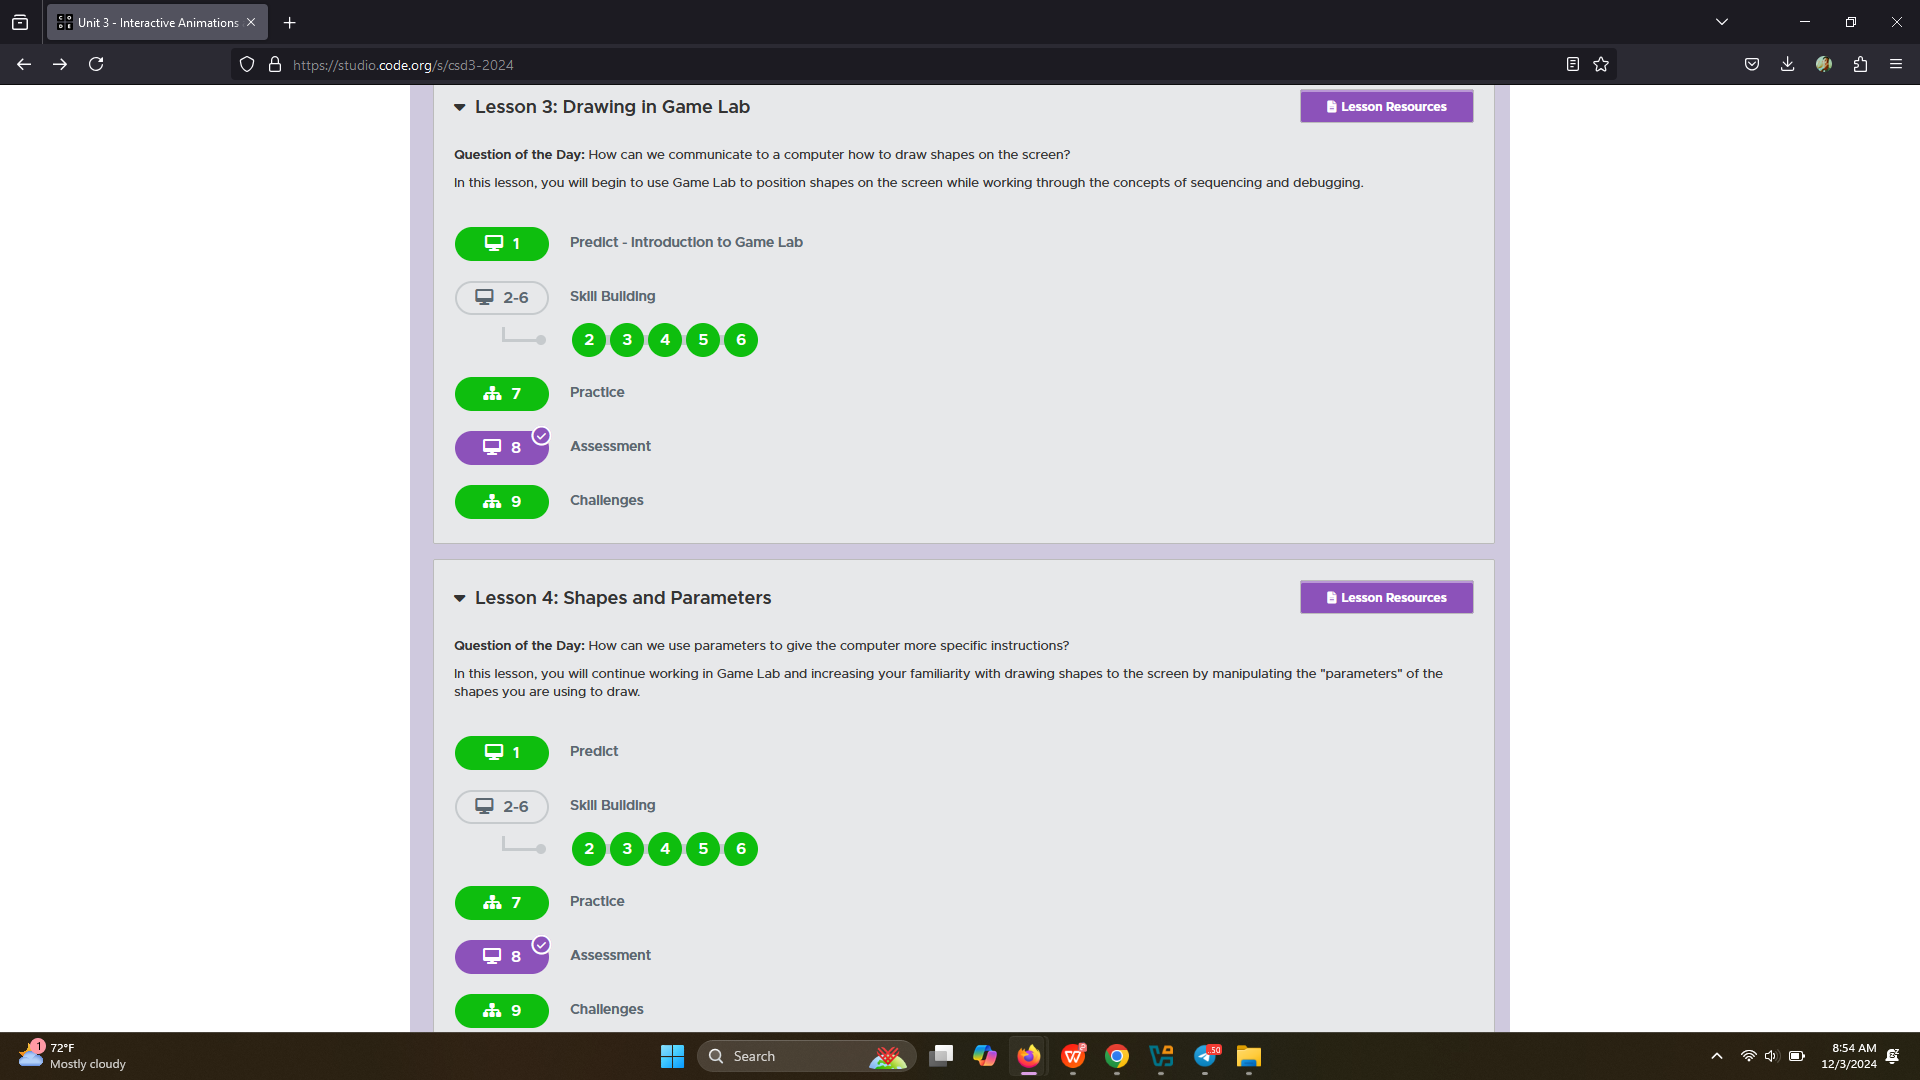 Unit 3 - Interactive Animations
https://studio.code.org/s/csd3-2024
Lesson 3: Drawing in Game Lab
Lesson Resources
Question of the Day: How can we communicate to a computer how to draw shapes on the screen?
In this lesson, you will begin to use Game Lab to position shapes on the screen while working through the concepts of sequencing and debugging.
1 Predict - Introduction to Game Lab
2-6 Skill Building
2 3 4 5 6
7 Practice
8 Assessment
9 Challenges
Lesson 4: Shapes and Parameters
Lesson Resources
Question of the Day: How can we use parameters to give the computer more specific instructions?
In this lesson, you will continue working in Game Lab and increasing your familiarity with drawing shapes to the screen by manipulating the "parameters" of the
shapes you are using to draw.
1 Predict
2-6 Skill Building
2 3 4 5 6
7 Practice
8 Assessment
9 Challenges
1
72°F
Mostly cloudy
Search
.50
8:54 AM
12/3/2024